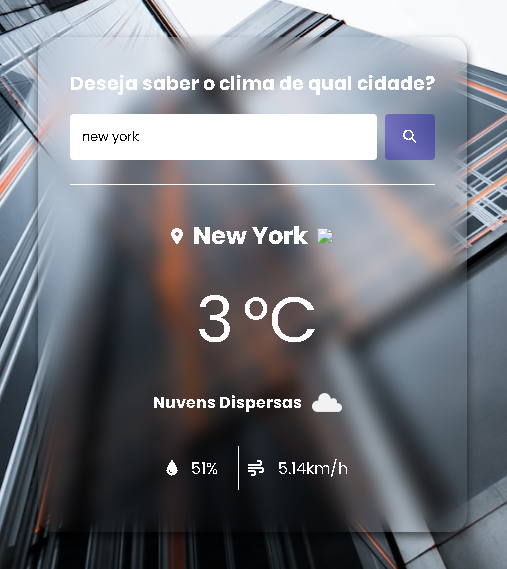 Deseja saber o clima de qual cidade?
new york
New York
3 °C
Nuvens Dispersas
51% 5.14km/h